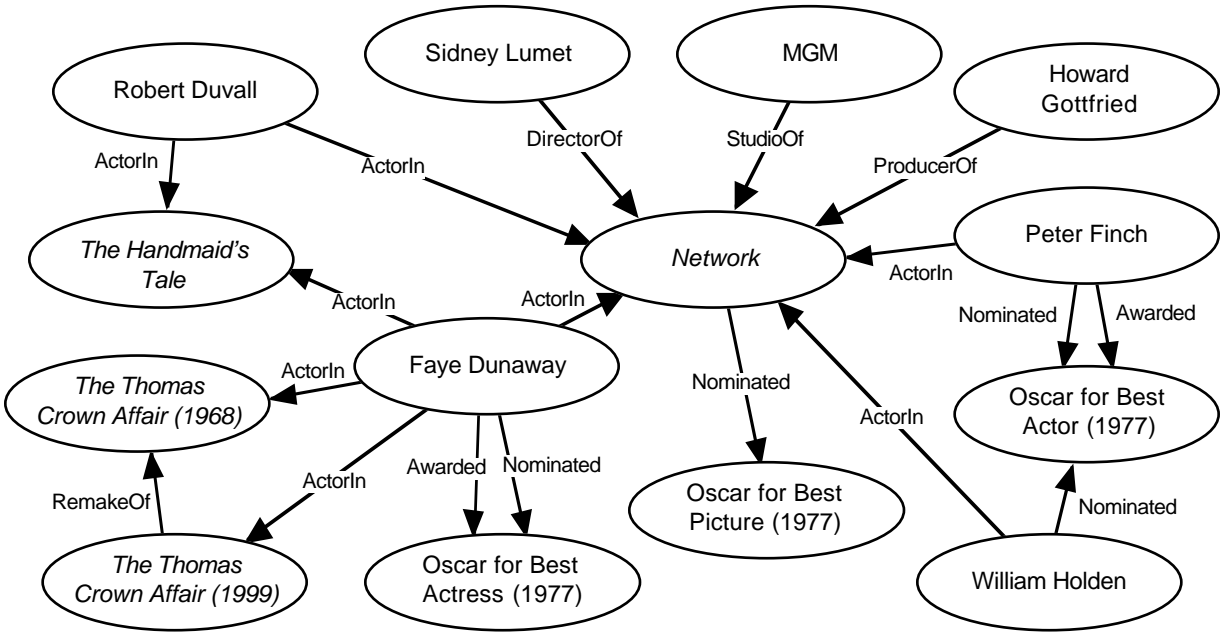 Sidney Lumet
MGM
Howard
Gottfried
Robert Duvall
DirectorOf
StudioOf
ActorIn
ActorIn
ProducerOf
The Handmaid's
Tale
Network
Peter Finch
ActorIn
ActorIn
ActorIn
Nominated
Awarded
Faye Dunaway
ActorIn
The Thomas
Crown Affair (1968)
Nominated
Oscar for Best
Actor (1977)
ActorIn
Awarded
Nominated
ActorIn
RemakeOf
Oscar for Best
Picture (1977)
Nominated
The Thomas
Crown Affair (1999)
Oscar for Best
Actress (1977)
William Holden